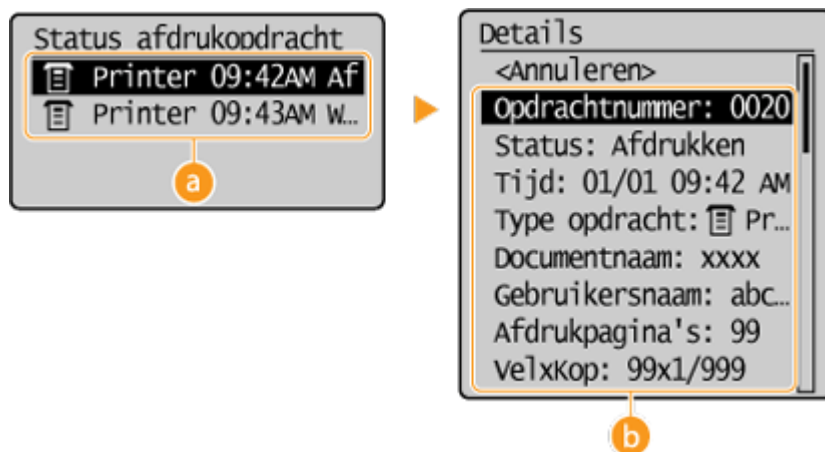 Status afdrukopdracht
Printer 09:42AM Af
Printer 09:43AM W...
a
Details
<Annuleren>
Opdrachtnummer: 0020
Status: Afdrukken
Tijd: 01/01 09:42 AM
Type opdracht: Pr...
Documentnaam: xxxx
Gebruikersnaam: abc...
Afdrukpagina's: 99
VelxKop: 99x1/999
b